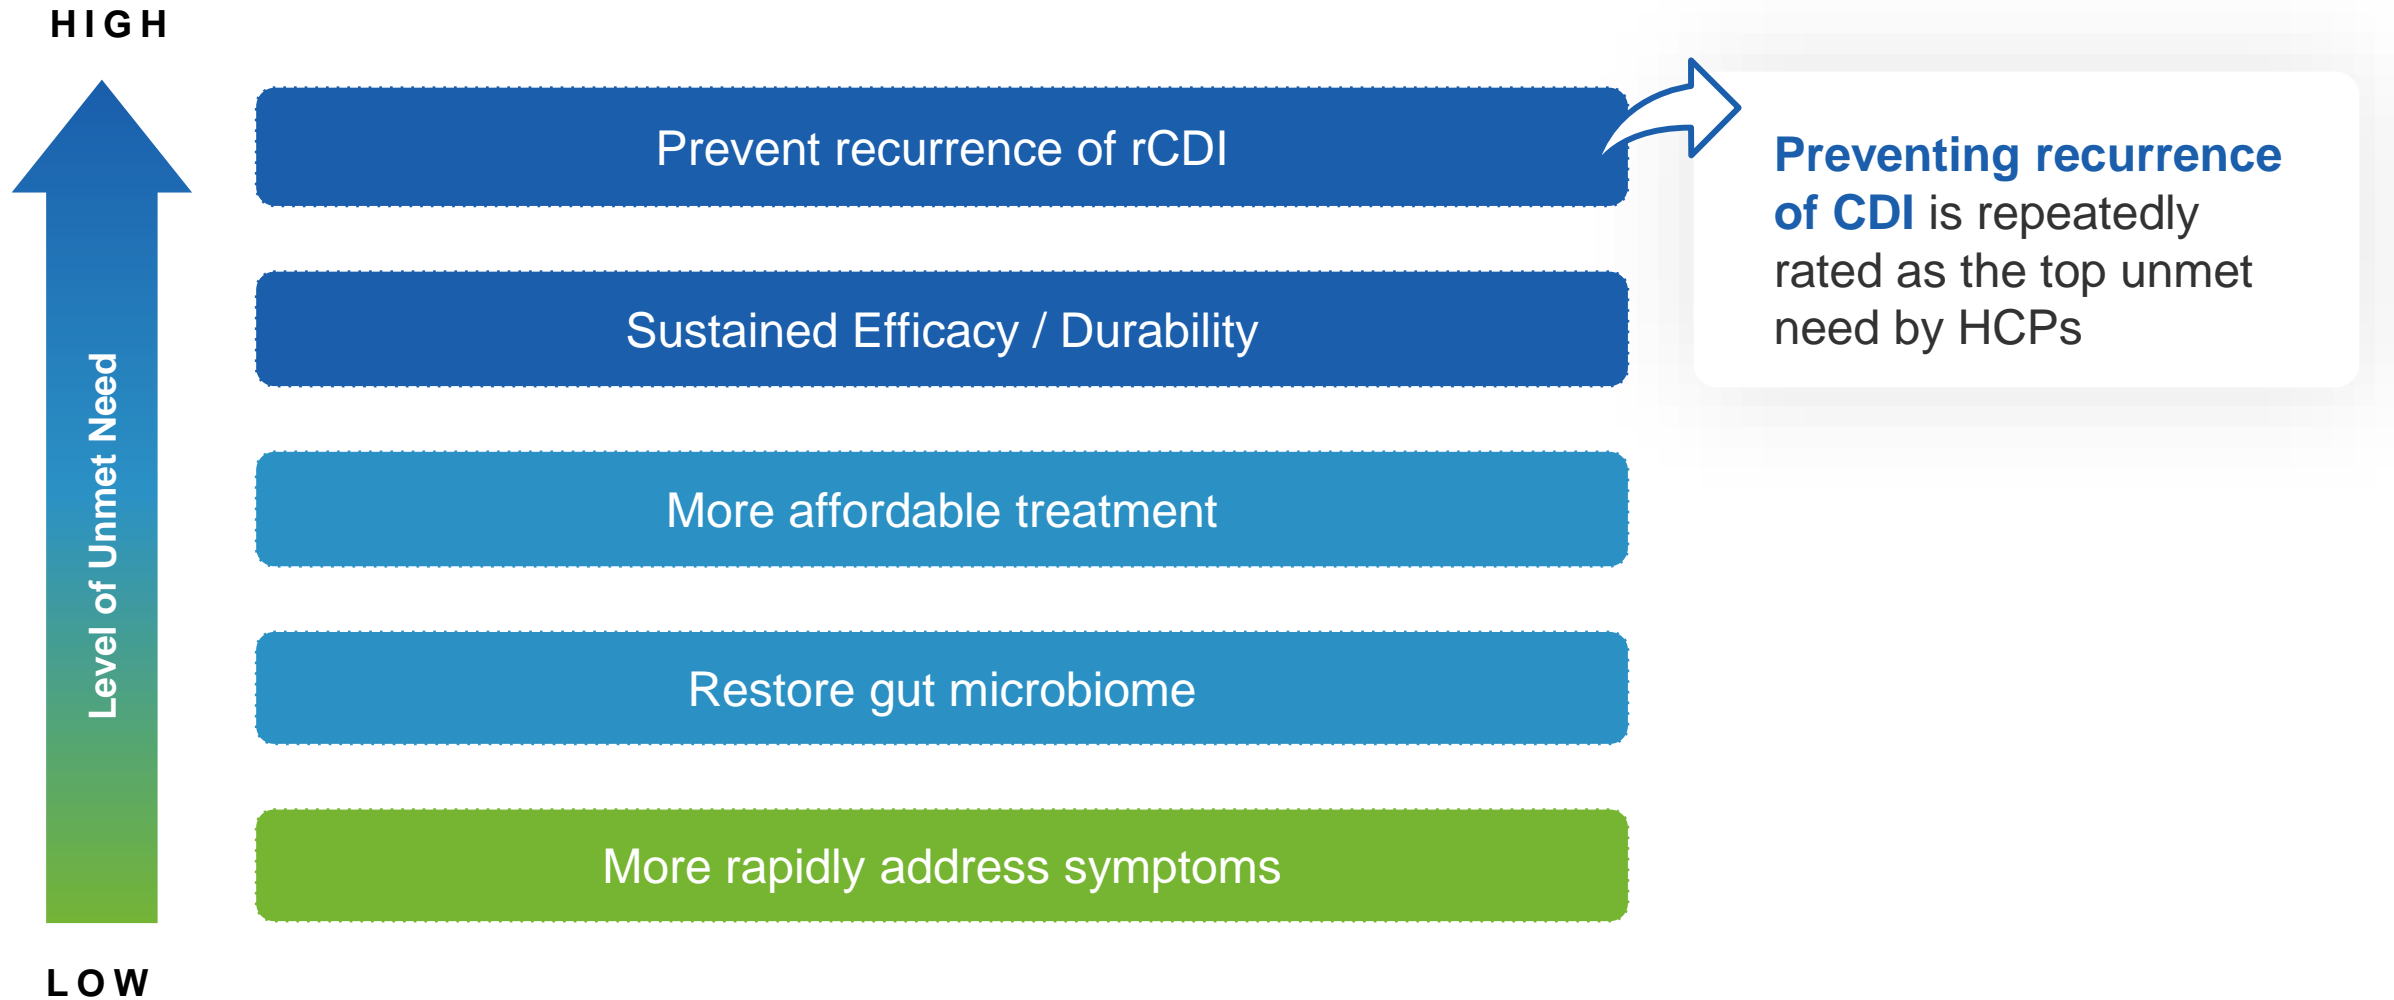 HIGH
Level of Unmet Need
Prevent recurrence of rCDI
Sustained Efficacy / Durability
More affordable treatment
Restore gut microbiome
More rapidly address symptoms
LOW
Preventing recurrence
of CDI is repeatedly
rated as the top unmet
need by HCPs